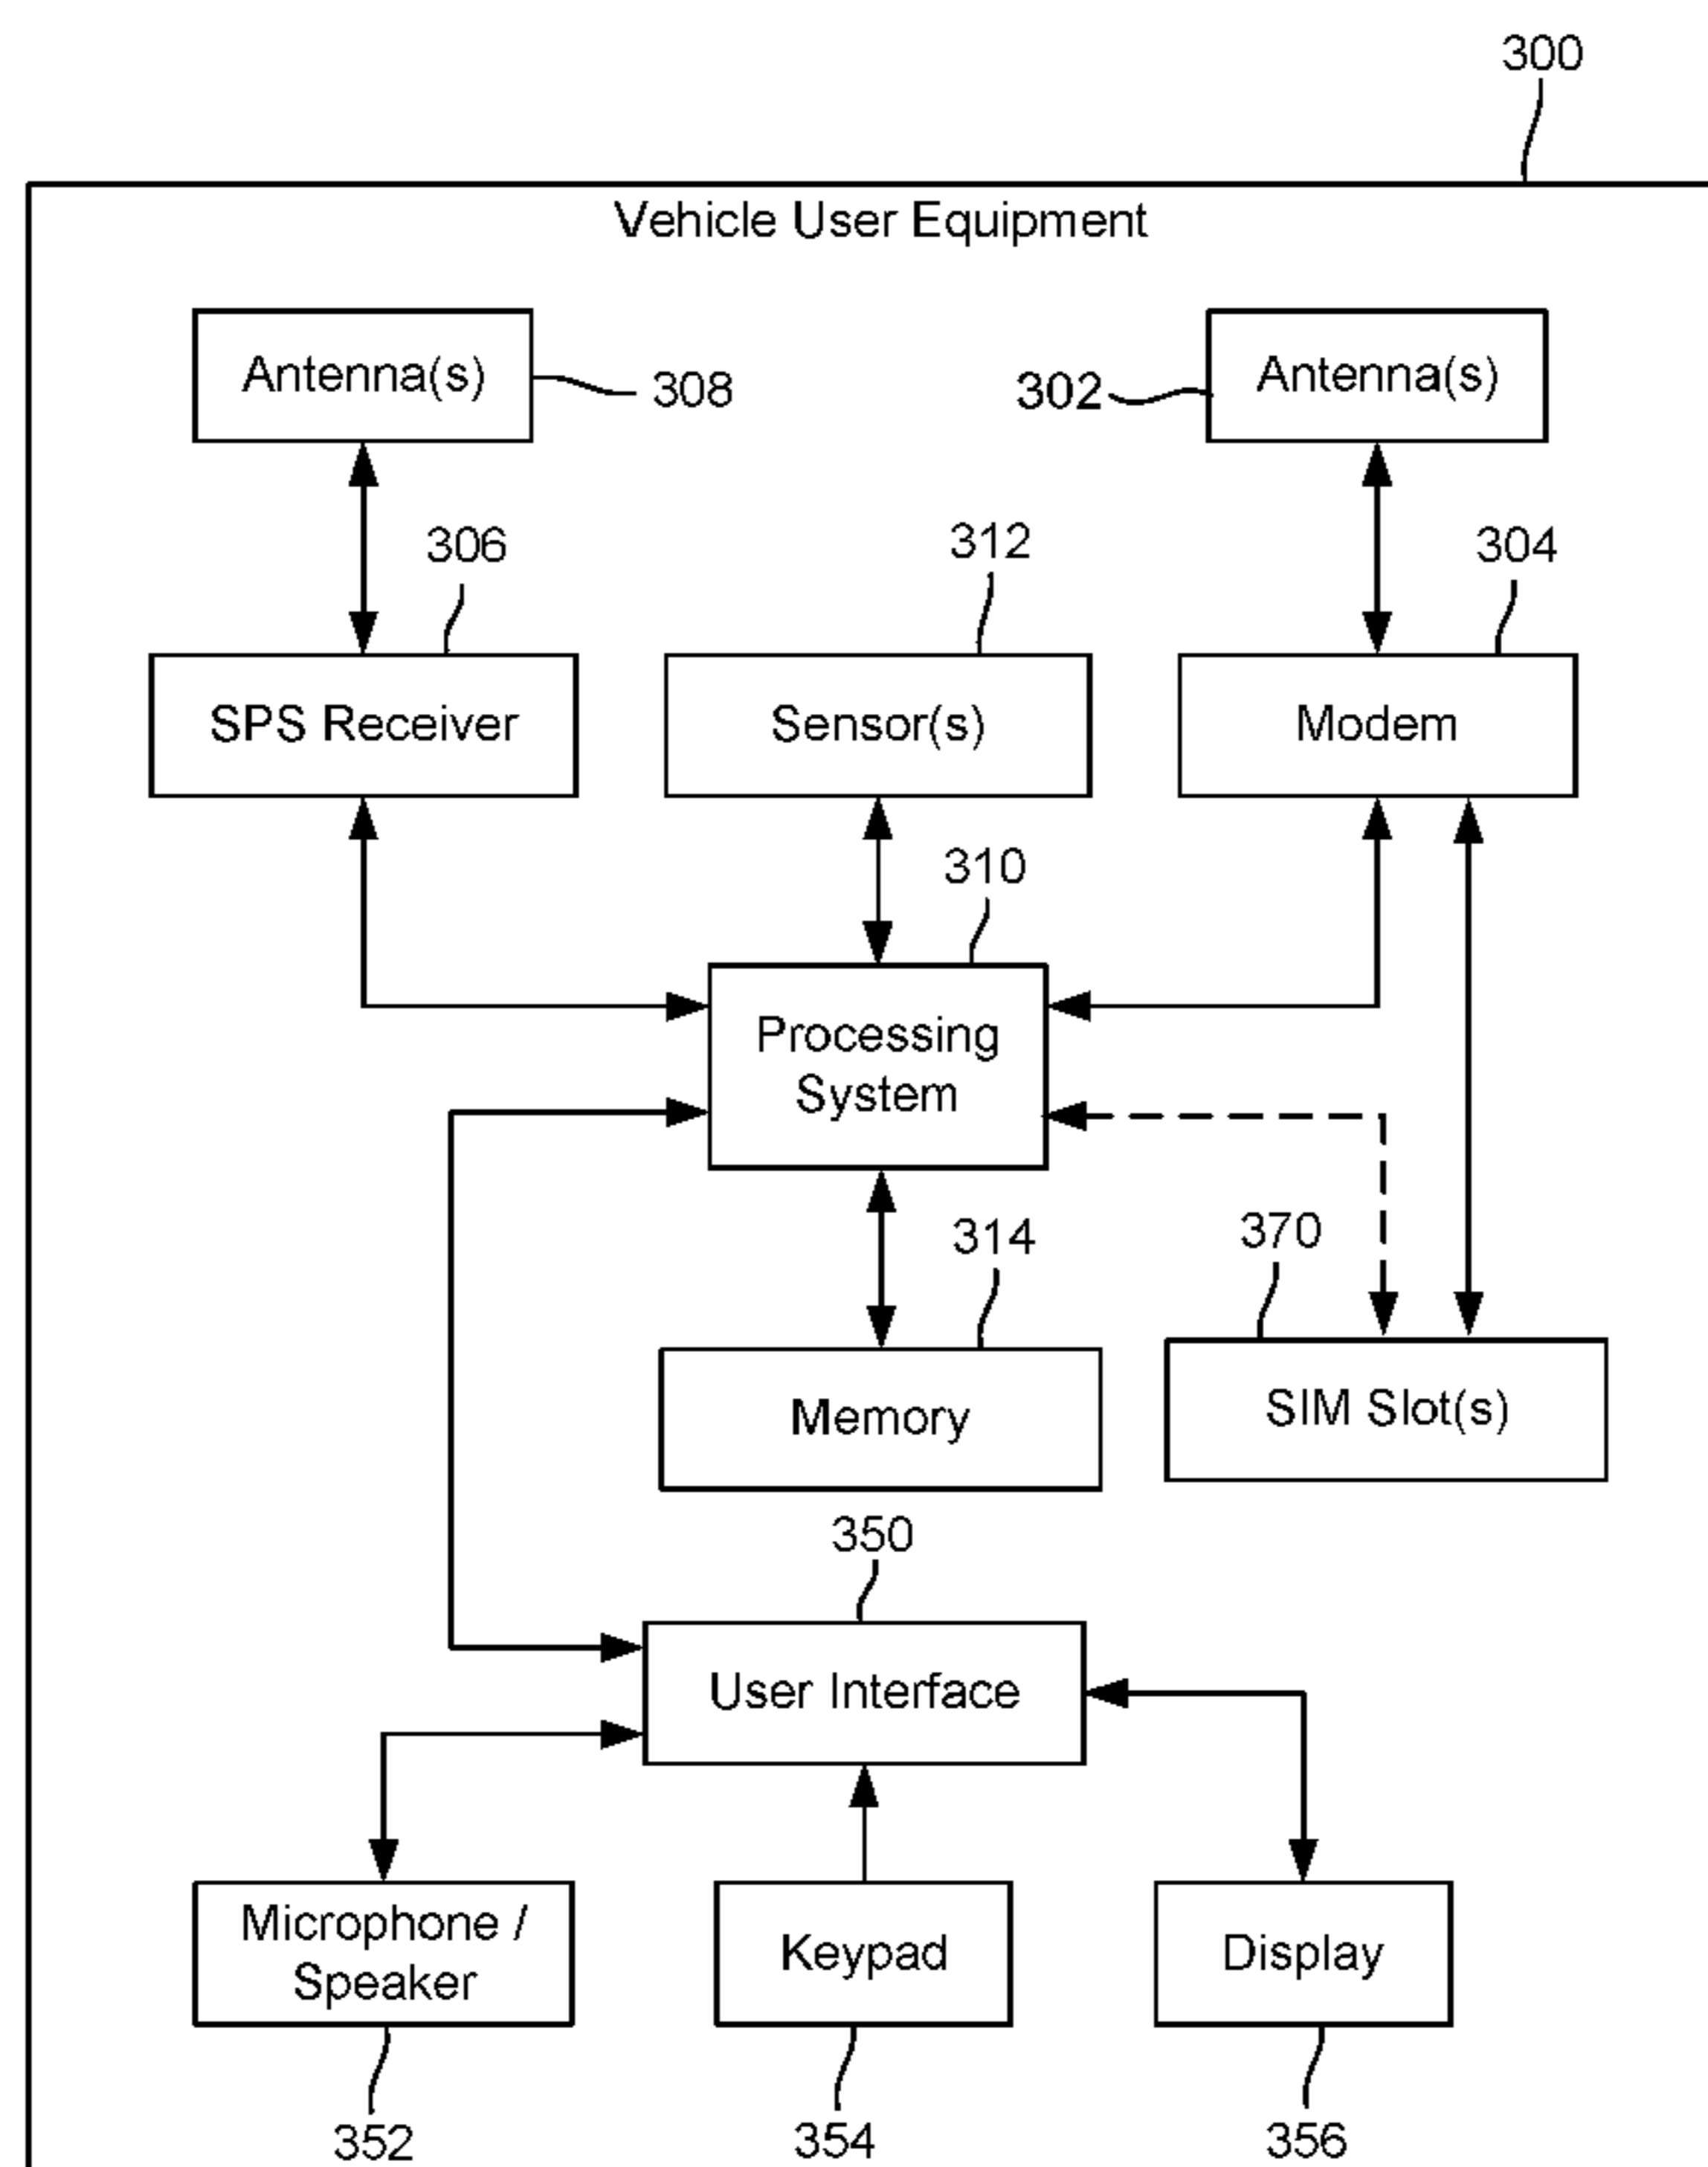 300
Vehicle User Equipment
Antenna(s)
308
302
Antenna(s)
306
312
304
SPS Receiver
Sensor(s)
Modem
310
Processing
System
314
370
Memory
SIM Slot(s)
350
User Interface
Microphone /
Speaker
Keypad
Display
352
354
356